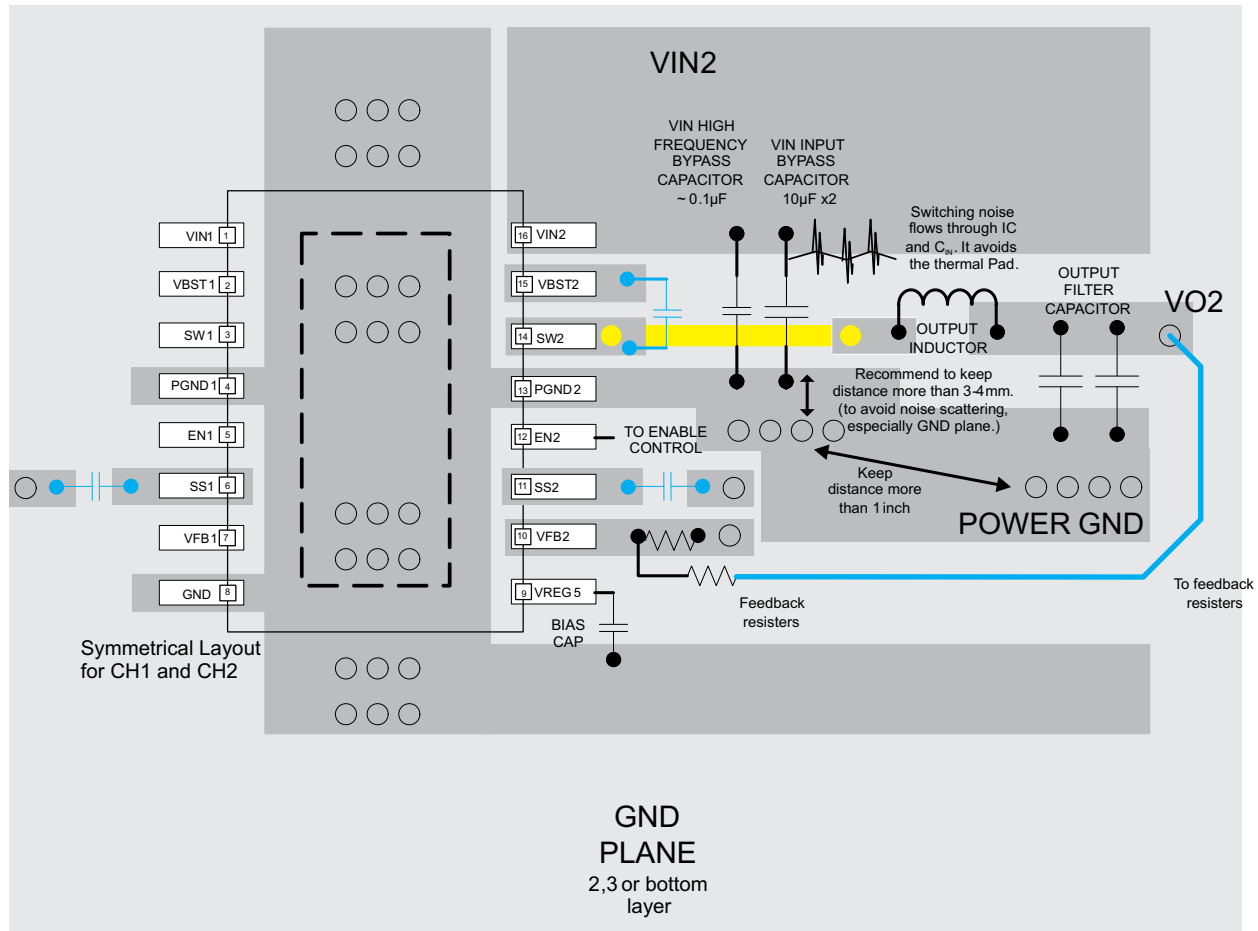 VIN2
VIN HIGH
FREQUENCY
BYPASS
CAPACITOR
~ 0.1µF
VIN INPUT
BYPASS
CAPACITOR
10µF x2
Switching noise
flows through IC
and CIN. It avoids
the thermal Pad.
OUTPUT
FILTER
CAPACITOR
VO2
OUTPUT
INDUCTOR
Recommend to keep
distance more than 3-4mm.
(to avoid noise scattering,
especially GND plane.)
Keep
distance more
than 1 inch
POWER GND
VIN1 1
VBST1 2
SW1 3
PGND1 4
EN1 5
SS1 6
VFB1 7
GND 8
16 VIN2
15 VBST2
14 SW2
13 PGND2
12 EN2
11 SS2
10 VFB2
9 VREG5
TO ENABLE
CONTROL
Feedback
resisters
To feedback
resisters
BIAS
CAP
Symmetrical Layout
for CH1 and CH2
GND
PLANE
2,3 or bottom
layer